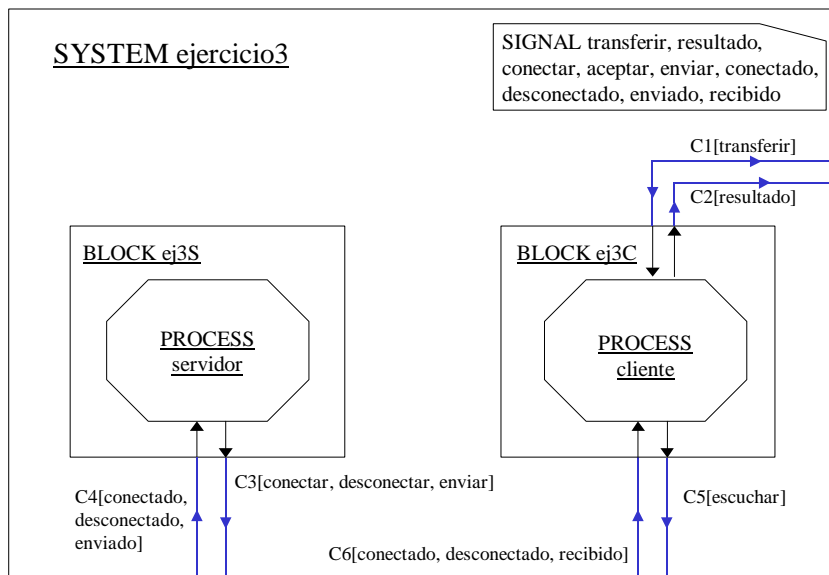 SYSTEM ejercicio3
SIGNAL transferir, resultado,
conectar, aceptar, enviar, conectado,
desconectado, enviado, recibido
C1[transferir]
C2[resultado]
BLOCK ej3S
BLOCK ej3C
PROCESS
servidor
PROCESS
cliente
C4[conectado,
desconectado,
enviado]
C3[conectar, desconectar, enviar]
C5[escuchar]
C6[conectado, desconectado, recibido]